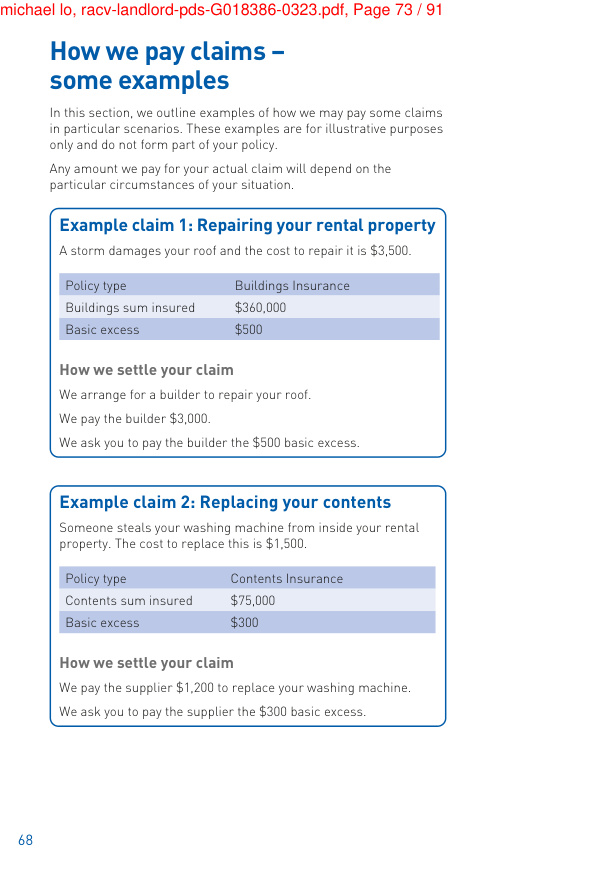 michael lo, racv-landlord-pds-G018386-0323.pdf, Page 73 / 91
How we pay claims –
some examples
In this section, we outline examples of how we may pay some claims
in particular scenarios. These examples are for illustrative purposes
only and do not form part of your policy.
Any amount we pay for your actual claim will depend on the
particular circumstances of your situation.
Example claim 1: Repairing your rental property
A storm damages your roof and the cost to repair it is $3,500.
Policy type Buildings Insurance
Buildings sum insured $360,000
Basic excess $500
How we settle your claim
We arrange for a builder to repair your roof.
We pay the builder $3,000.
We ask you to pay the builder the $500 basic excess.
Example claim 2: Replacing your contents
Someone steals your washing machine from inside your rental
property. The cost to replace this is $1,500.
Policy type Contents Insurance
Contents sum insured $75,000
Basic excess $300
How we settle your claim
We pay the supplier $1,200 to replace your washing machine.
We ask you to pay the supplier the $300 basic excess.
68